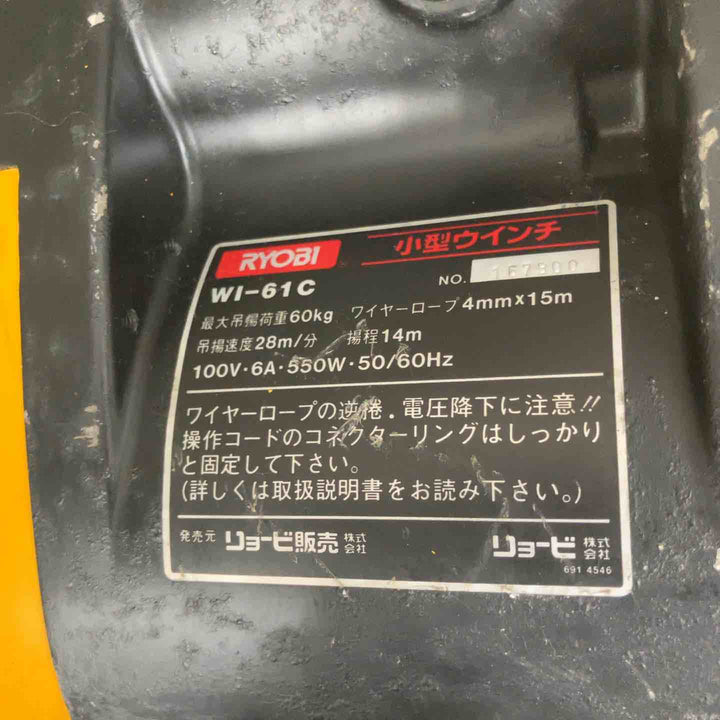 RYOBI 小型ウインチ
WI-61C NO. 167900
最大吊揚荷重60kg ワイヤーロープ4mm×15m
吊揚速度28m/分 揚程14m
100V・6A・550W・50/60Hz
ワイヤーロープの逆捲.電圧降下に注意!!
操作コードのコネクターリングはしっかり
と固定して下さい。
(詳しくは取扱説明書をお読み下さい。)
発売元 リョービ販売株式会社 リョービ株式会社
691 4546